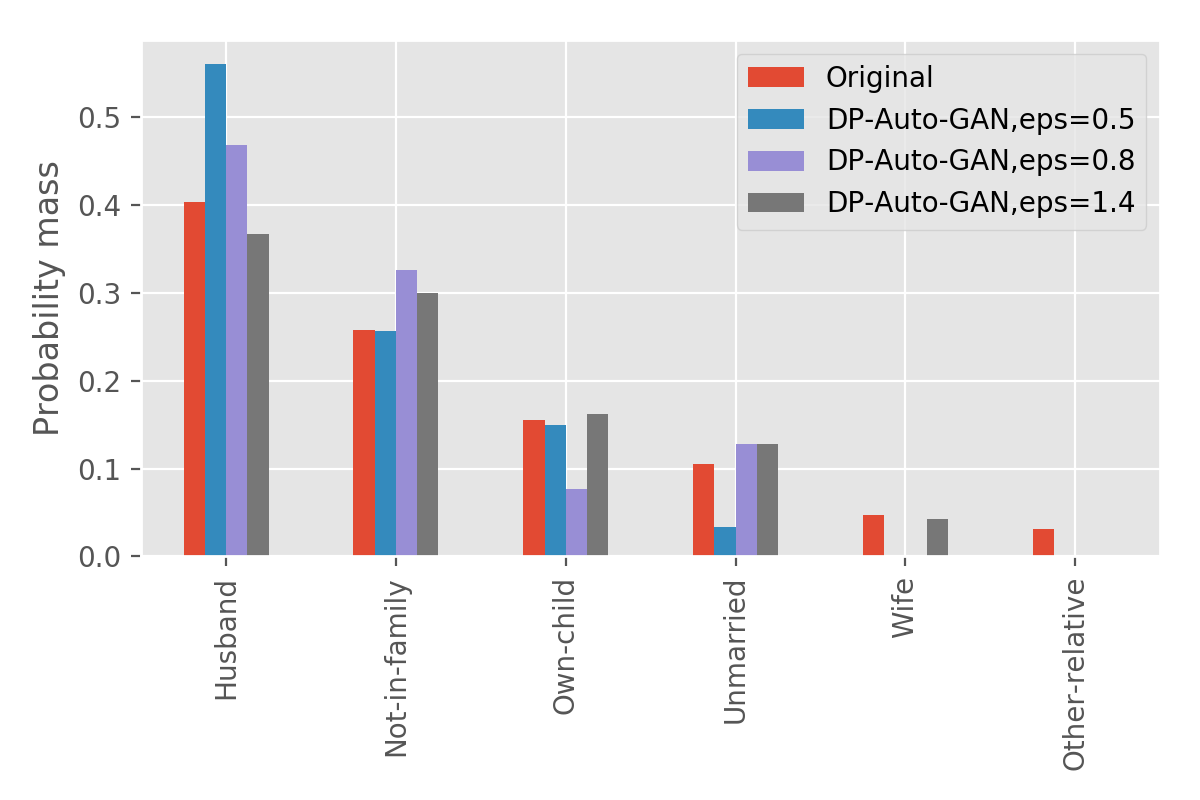 Original
DP-Auto-GAN,eps=0.5
DP-Auto-GAN,eps=0.8
DP-Auto-GAN,eps=1.4
Probability mass
0.5
0.4
0.3
0.2
0.1
0.0
Husband
Not-in-family
Own-child
Unmarried
Wife
Other-relative